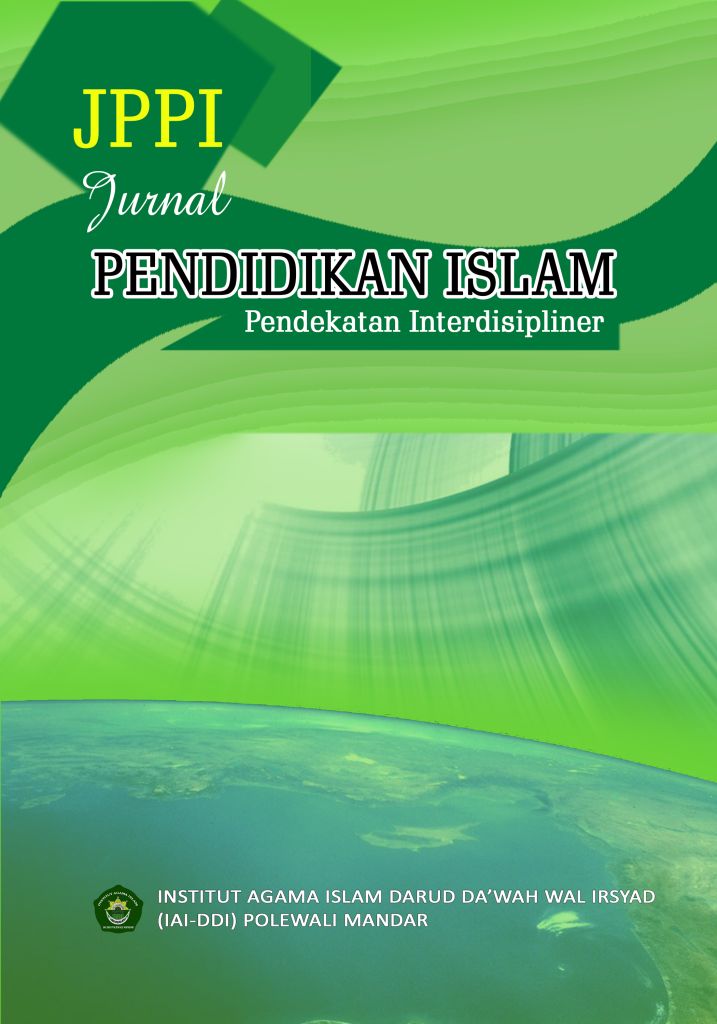 JPPI
Jurnal
PENDIDIKAN ISLAM
Pendekatan Interdisipliner
INSTITUT AGAMA ISLAM DARUD DA'WAH WAL IRSYAD
(IAI-DDI) POLEWALI MANDAR